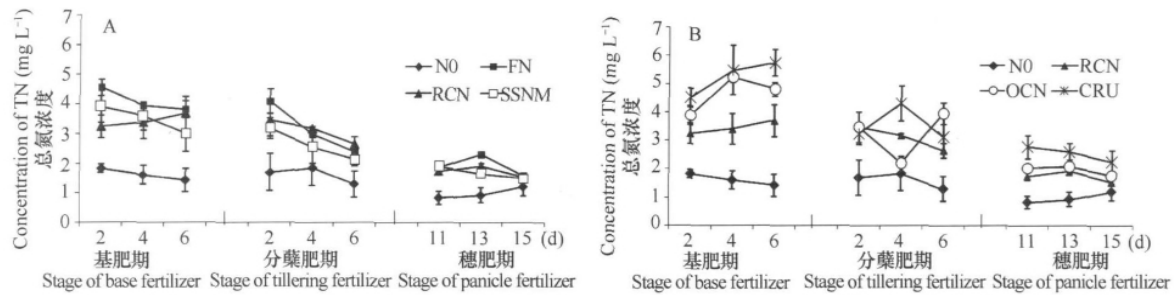 Concentration of TN (mg L⁻¹)
总氮浓度
7
6
5
4
3
2
1
0
A
N0 FN
RCN SSNM
2 4 6 2 4 6 11 13 15 (d)
基肥期 分蘖肥期 穗肥期
Stage of base fertilizer Stage of tillering fertilizer Stage of panicle fertilizer
Concentration of TN (mg L⁻¹)
总氮浓度
7
6
5
4
3
2
1
0
B
N0 RCN
OCN CRU
2 4 6 2 4 6 11 13 15 (d)
基肥期 分蘖肥期 穗肥期
Stage of base fertilizer Stage of tillering fertilizer Stage of panicle fertilizer